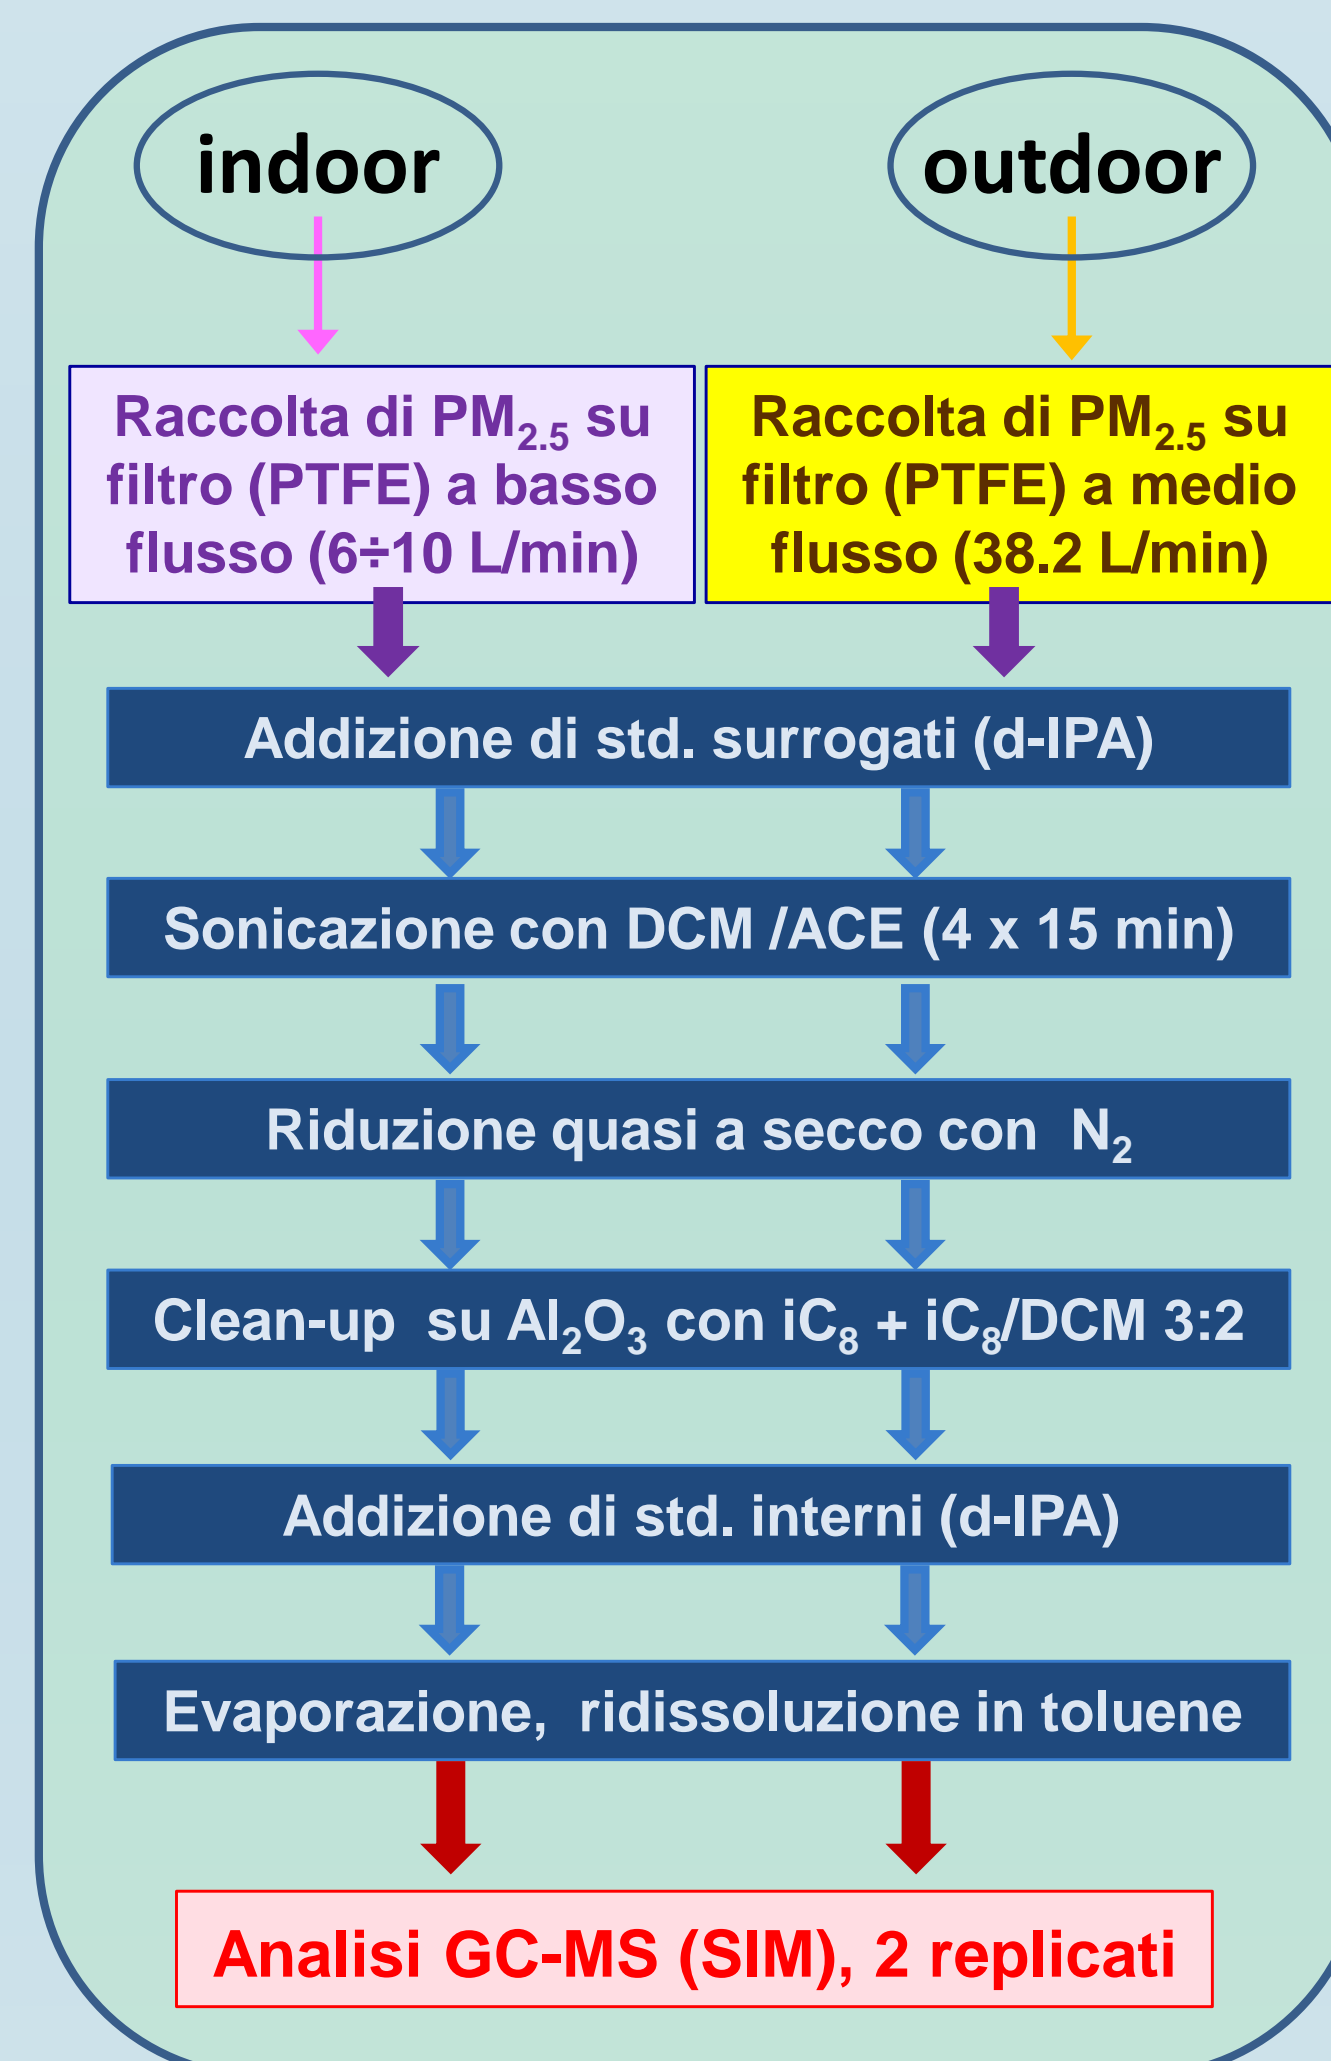 indoor
outdoor
Raccolta di PM2.5 su
filtro (PTFE) a basso
flusso (6÷10 L/min)
Raccolta di PM2.5 su
filtro (PTFE) a medio
flusso (38.2 L/min)
Addizione di std. surrogati (d-IPA)
Sonicazione con DCM /ACE (4 x 15 min)
Riduzione quasi a secco con N2
Clean-up su Al2O3 con iC8 + iC8/DCM 3:2
Addizione di std. interni (d-IPA)
Evaporazione, ridissoluzione in toluene
Analisi GC-MS (SIM), 2 replicati